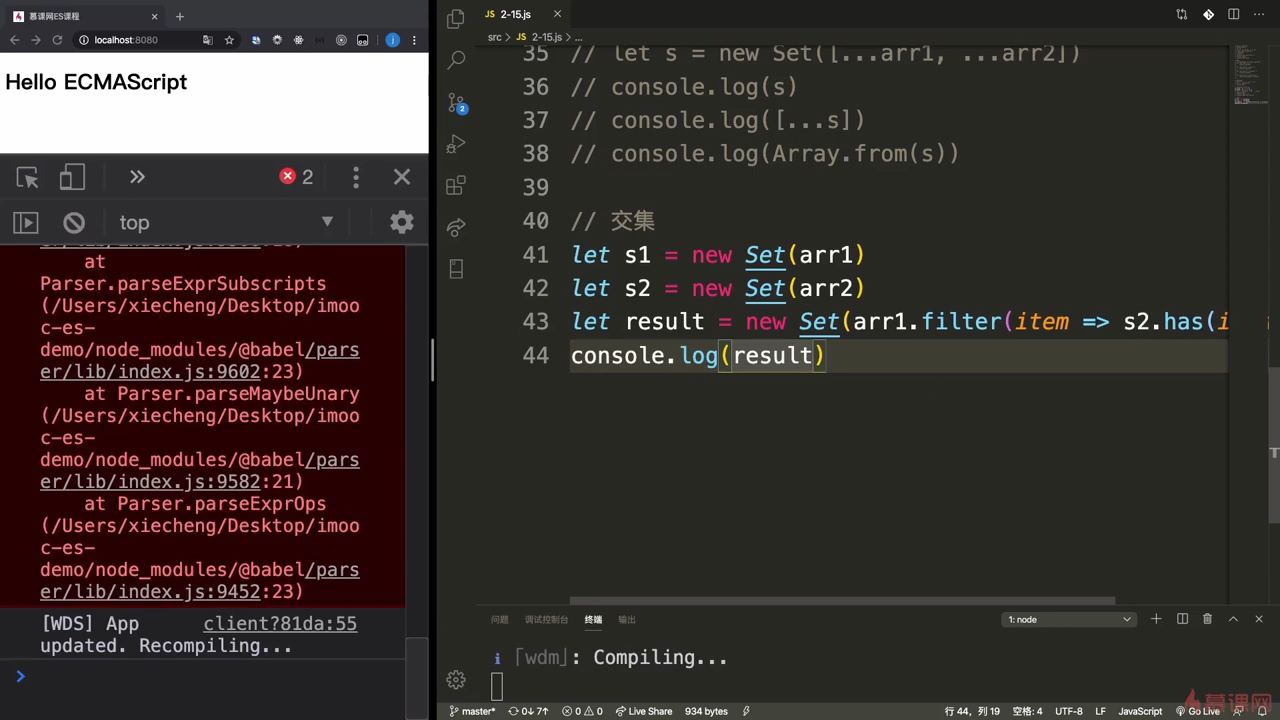 慕课网ES课程
localhost:8080
Hello ECMAScript
2
top
at
Parser.parseExprSubscripts
(/Users/xiecheng/Desktop/imoo
c-es-
demo/node_modules/@babel/pars
er/lib/index.js:9602:23)
at Parser.parseMaybeUnary
(/Users/xiecheng/Desktop/imoo
c-es-
demo/node_modules/@babel/pars
er/lib/index.js:9582:21)
at Parser.parseExprOps
(/Users/xiecheng/Desktop/imoo
c-es-
demo/node_modules/@babel/pars
er/lib/index.js:9452:23)
[WDS] App client?81da:55
updated. Recompiling...
JS 2-15.js
src > JS 2-15.js > ...
35 // let s = new Set([...arr1, ...arr2])
36 // console.log(s)
37 // console.log([...s])
38 // console.log(Array.from(s))
39
40 // 交集
41 let s1 = new Set(arr1)
42 let s2 = new Set(arr2)
43 let result = new Set(arr1.filter(item => s2.has(i
44 console.log(result)
2
问题 调试控制台 终端 输出 1: node
i ｢wdm｣: Compiling...
慕课网
master* 0↓ 71↑ 0 0 Live Share 934 bytes 行 44, 列 19 空格: 4 UTF-8 LF JavaScript Go Live